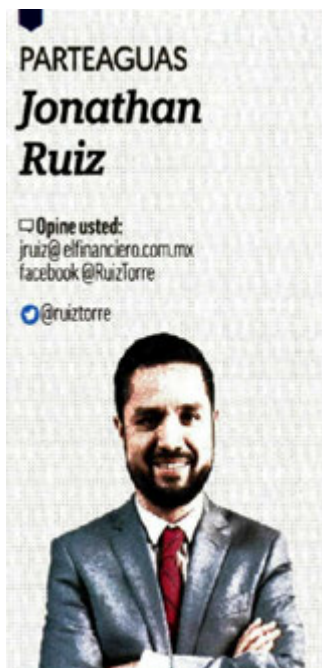 PARTEAGUAS
Jonathan
Ruiz
Opine usted:
jruiz@elfinanciero.com.mx
facebook @RuizTorre
@ruiztorre